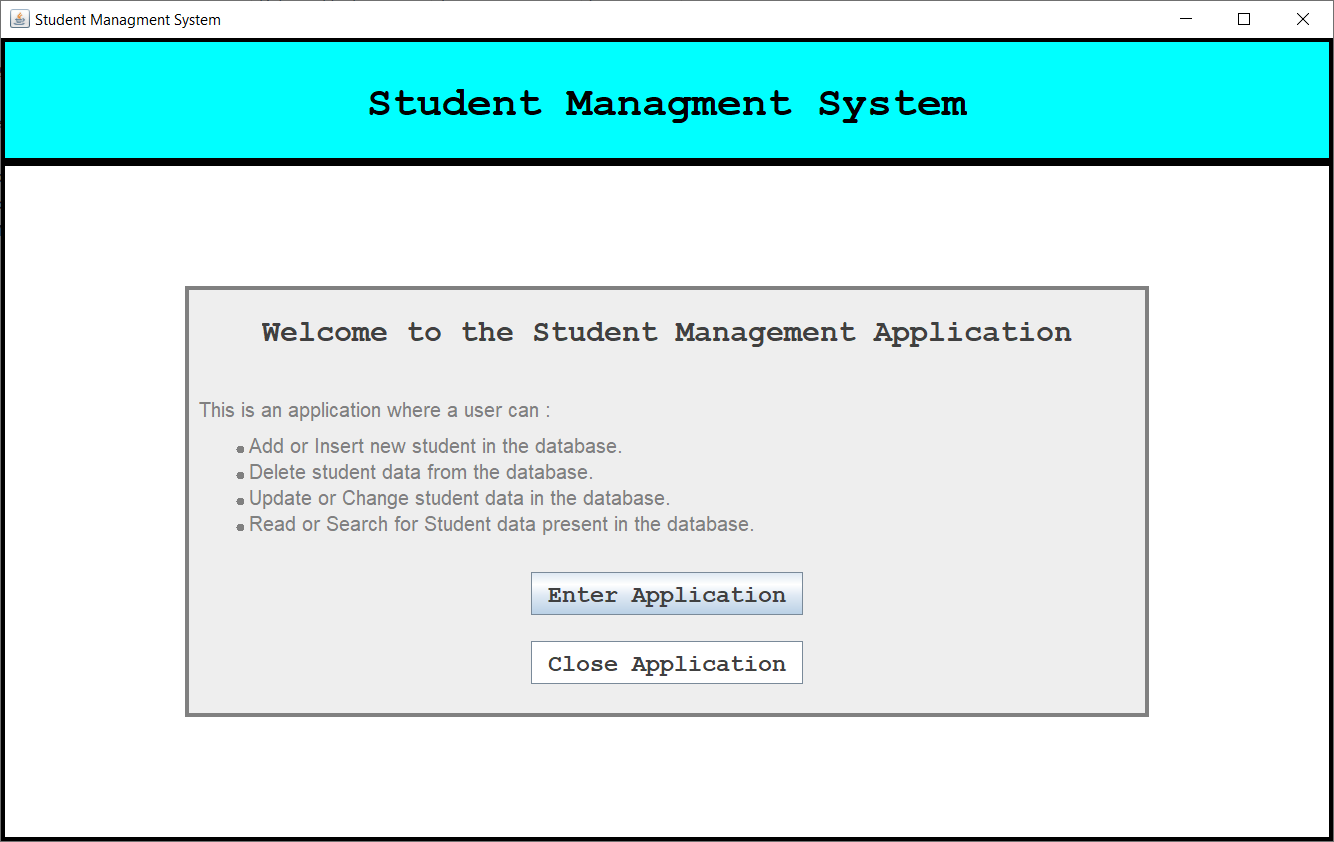 Student Managment System
Student Managment System
Welcome to the Student Management Application
This is an application where a user can :
Add or Insert new student in the database.
Delete student data from the database.
Update or Change student data in the database.
Read or Search for Student data present in the database.
Enter Application
Close Application